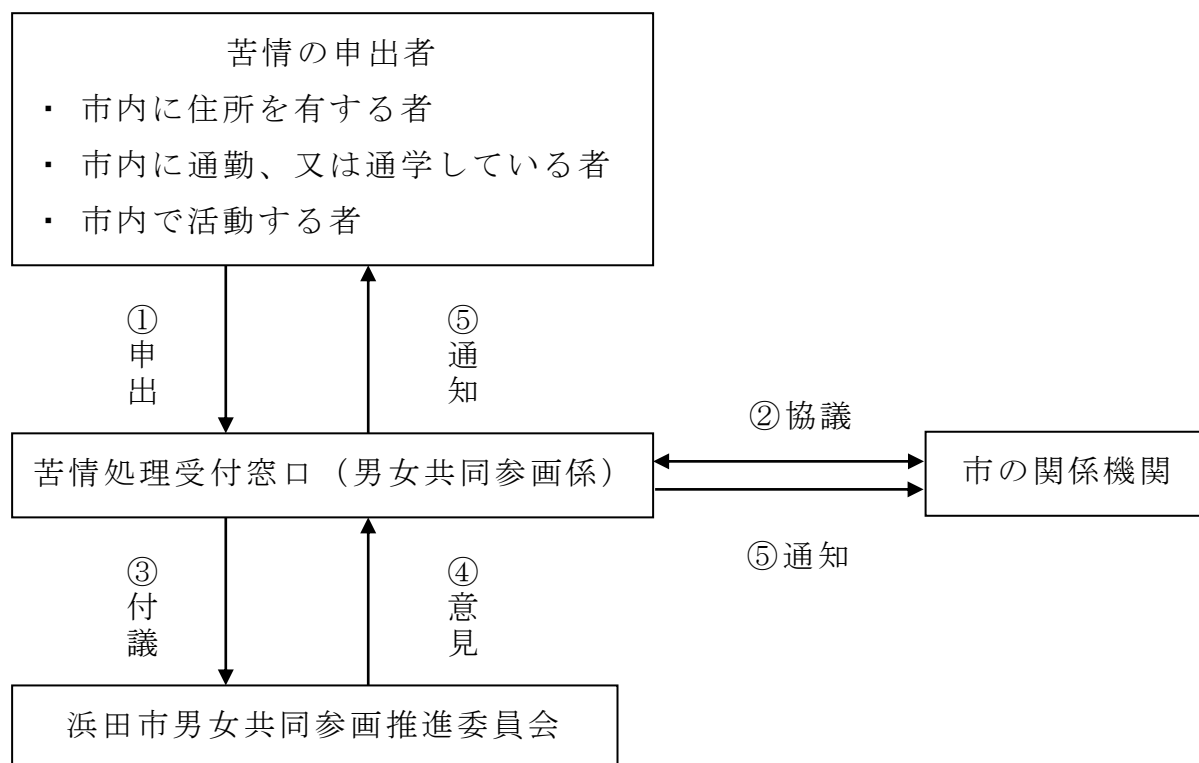 苦情の申出者
・ 市内に住所を有する者
・ 市内に通勤、又は通学している者
・ 市内で活動する者
①申出
⑤通知
②協議
苦情処理受付窓口（男女共同参画係）
市の関係機関
⑤通知
③付議
④意見
浜田市男女共同参画推進委員会